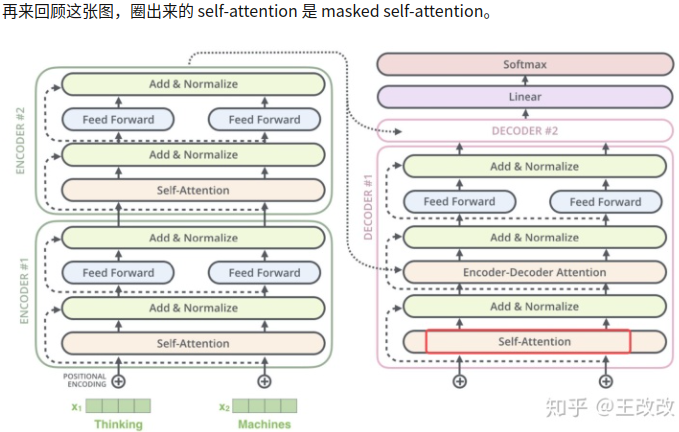 再来回顾这张图，圈出来的 self-attention 是 masked self-attention。
ENCODER #2
Add & Normalize
Feed Forward
Feed Forward
Add & Normalize
Self-Attention
ENCODER #1
Add & Normalize
Feed Forward
Feed Forward
Add & Normalize
Self-Attention
POSITIONAL
ENCODING
x₁
x₂
Thinking
Machines
Softmax
Linear
DECODER #2
DECODER #1
Add & Normalize
Feed Forward
Feed Forward
Add & Normalize
Encoder-Decoder Attention
Add & Normalize
Self-Attention
知乎 @王改改